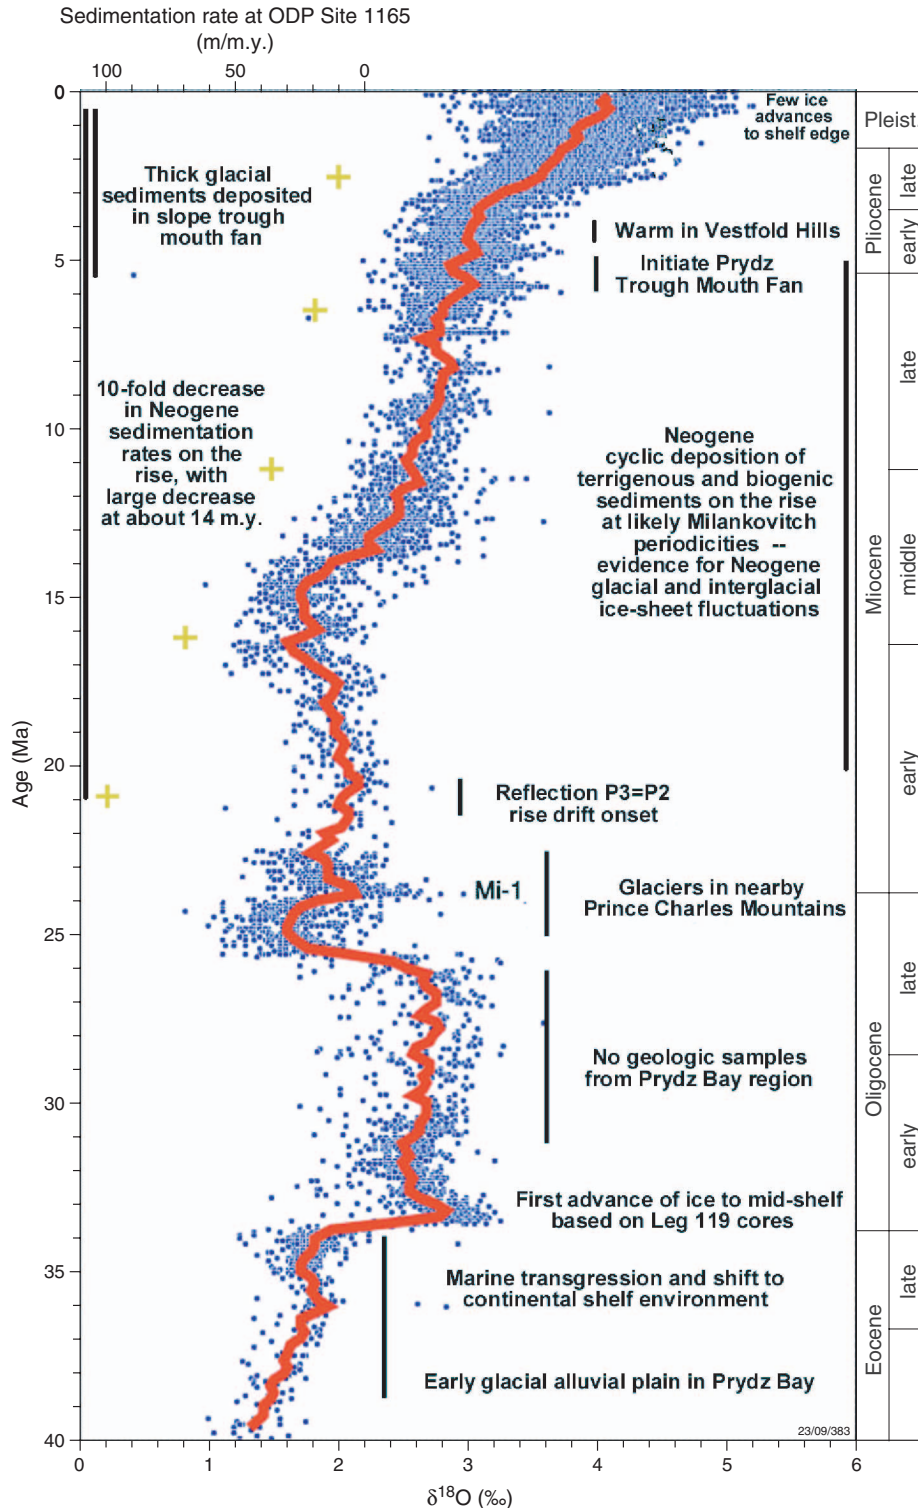 Sedimentation rate at ODP Site 1165
(m/m.y.)
100 50 0
Few ice
advances
to shelf edge
Thick glacial
sediments deposited
in slope trough
mouth fan
Warm in Vestfold Hills
Initiate Prydz
Trough Mouth Fan
10-fold decrease
in Neogene
sedimentation
rates on the
rise, with
large decrease
at about 14 m.y.
Neogene
cyclic deposition of
terrigenous and biogenic
sediments on the rise
at likely Milankovitch
periodicities --
evidence for Neogene
glacial and interglacial
ice-sheet fluctuations
Reflection P3=P2
rise drift onset
Mi-1
Glaciers in nearby
Prince Charles Mountains
No geologic samples
from Prydz Bay region
First advance of ice to mid-shelf
based on Leg 119 cores
Marine transgression and shift to
continental shelf environment
Early glacial alluvial plain in Prydz Bay
23/09/383
Age (Ma)
0
5
10
15
20
25
30
35
40
0 1 2 3 4 5 6
δ18O (‰)
Pleist.
Pliocene
late
early
Miocene
late
middle
early
Oligocene
late
early
Eocene
late